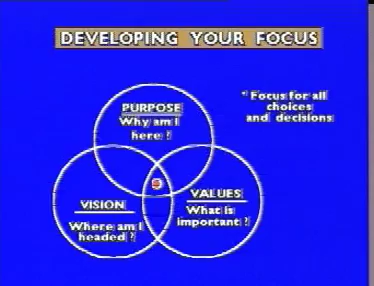 DEVELOPING YOUR FOCUS
PURPOSE
Why am I
here ?
* Focus for all
choices
and decisions
VISION
Where am I
headed ?
VALUES
What is
important ?